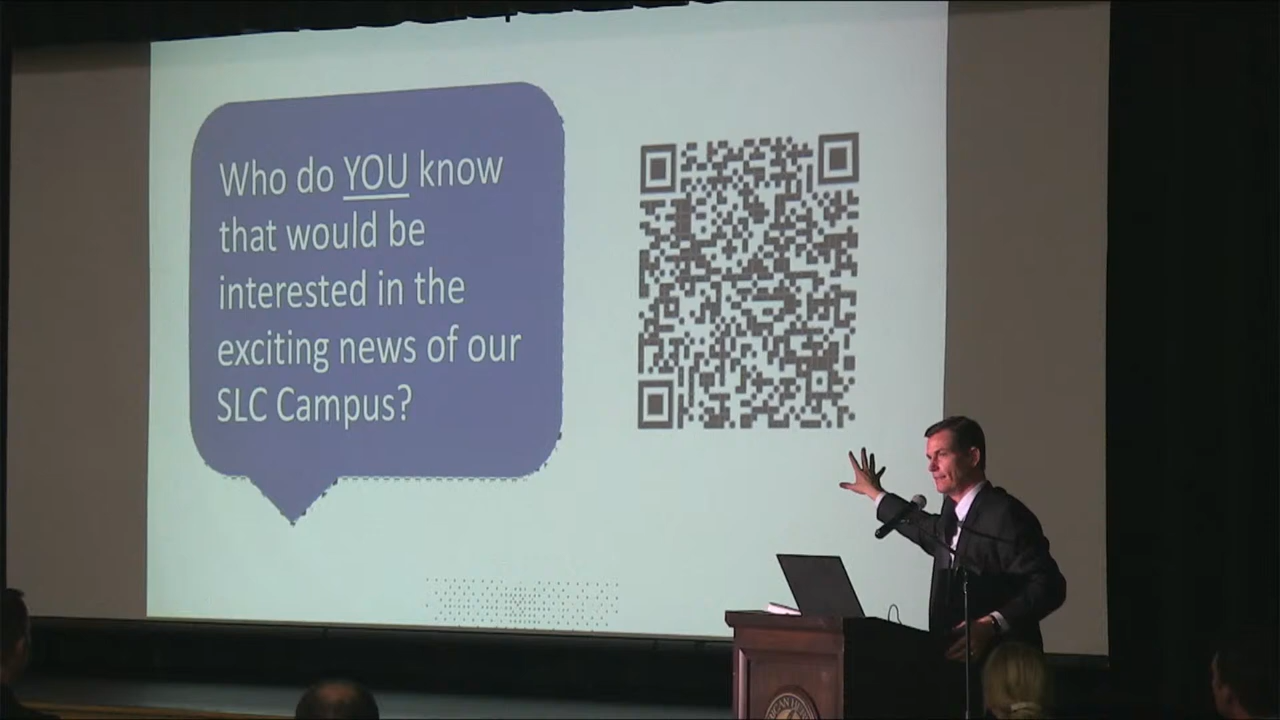 Who do YOU know
that would be
interested in the
exciting news of our
SLC Campus?